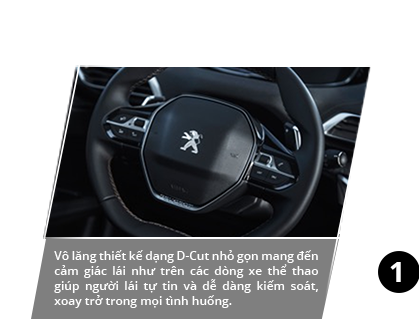 Vô lăng thiết kế dạng D-Cut nhỏ gọn mang đến
cảm giác lái như trên các dòng xe thể thao
giúp người lái tự tin và dễ dàng kiểm soát,
xoay trở trong mọi tình huống.
1